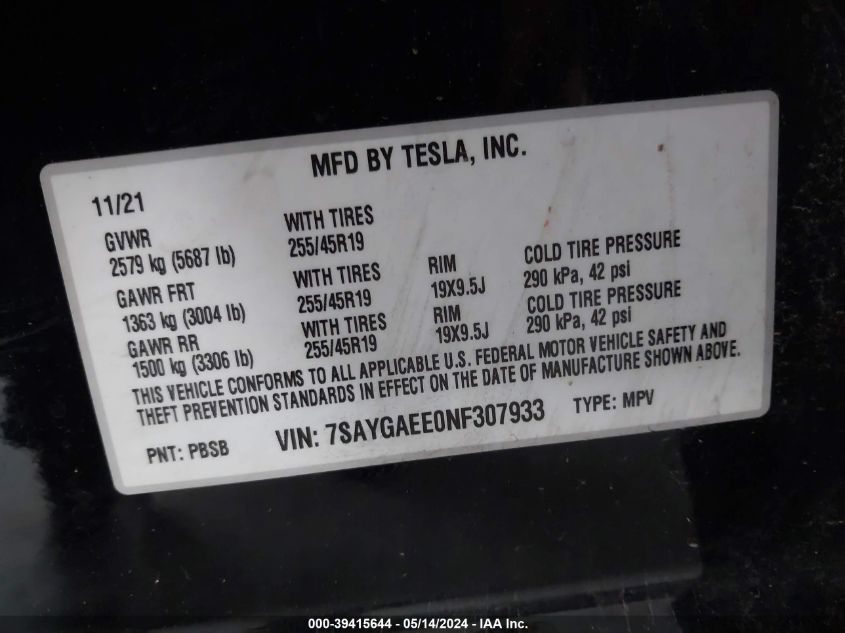 MFD BY TESLA, INC.
11/21
GVWR WITH TIRES
2579 kg (5687 lb) 255/45R19
GAWR FRT WITH TIRES RIM COLD TIRE PRESSURE
1363 kg (3004 lb) 255/45R19 19X9.5J 290 kPa, 42 psi
GAWR RR WITH TIRES RIM COLD TIRE PRESSURE
1500 kg (3306 lb) 255/45R19 19X9.5J 290 kPa, 42 psi
THIS VEHICLE CONFORMS TO ALL APPLICABLE U.S. FEDERAL MOTOR VEHICLE SAFETY AND
THEFT PREVENTION STANDARDS IN EFFECT ON THE DATE OF MANUFACTURE SHOWN ABOVE.
PNT: PBSB VIN: 7SAYGAEE0NF307933 TYPE: MPV
000-39415644 / 05/14/2024 - IAA Inc.